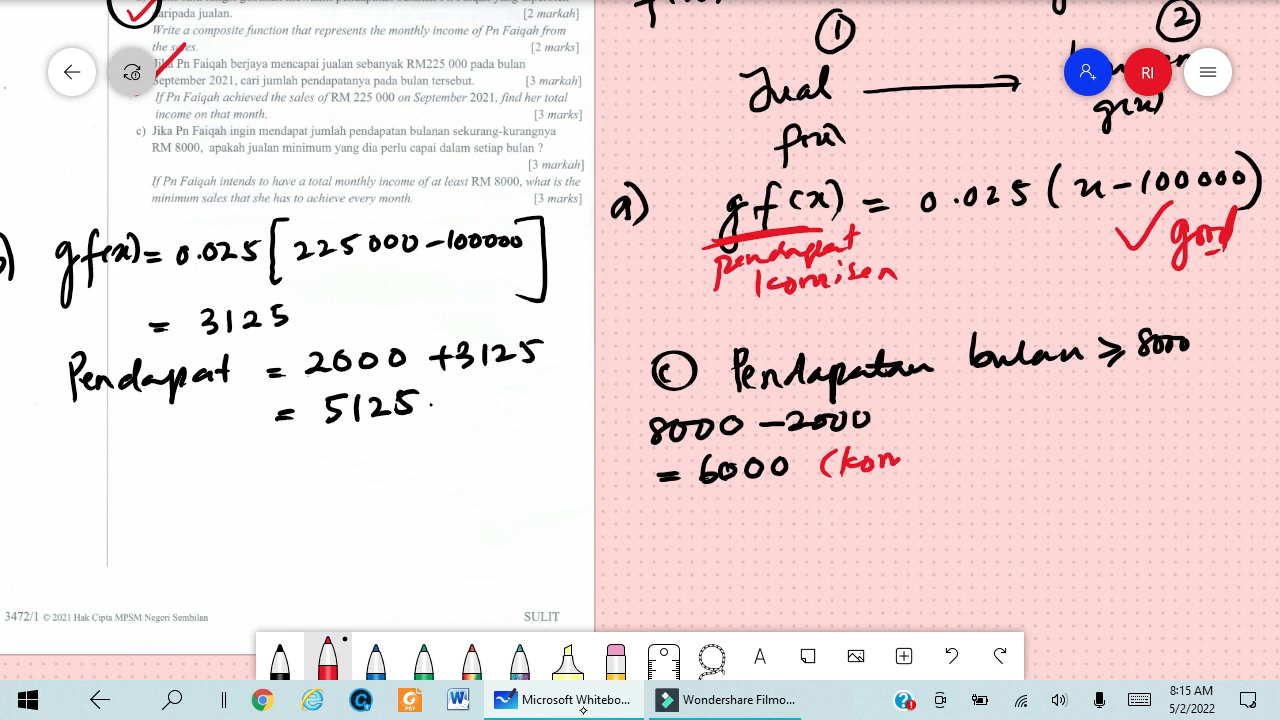 daripada jualan.
[2 markah]
Write a composite function that represents the monthly income of Pn Faiqah from
the sales.
[2 marks]
Jika Pn Faiqah berjaya mencapai jualan sebanyak RM225 000 pada bulan
September 2021, cari jumlah pendapatannya pada bulan tersebut. [3 markah]
If Pn Faiqah achieved the sales of RM 225 000 on September 2021, find her total
income on that month. [3 marks]
c) Jika Pn Faiqah ingin mendapat jumlah pendapatan bulanan sekurang-kurangnya
RM 8000, apakah jualan minimum yang dia perlu capai dalam setiap bulan ?
[3 markah]
If Pn Faiqah intends to have a total monthly income of at least RM 8000, what is the
minimum sales that she has to achieve every month. [3 marks]
gf(x) = 0.025 [225000 - 100000]
= 3125
Pendapat = 2000 + 3125
= 5125.
3472/1 © 2021 Hak Cipta MPSM Negeri Sembilan
SULIT
① ②
Jual
f(x)
g(x)
RI
a) gf(x) = 0.025 (x - 100000)
✓ good
pendapat
komisen
(c) Pendapatan bulan ≥ 8000
8000 - 2000
= 6000 (kom
A
Microsoft Whitebo...
Wondershare Filmo...
8:15 AM
5/2/2022